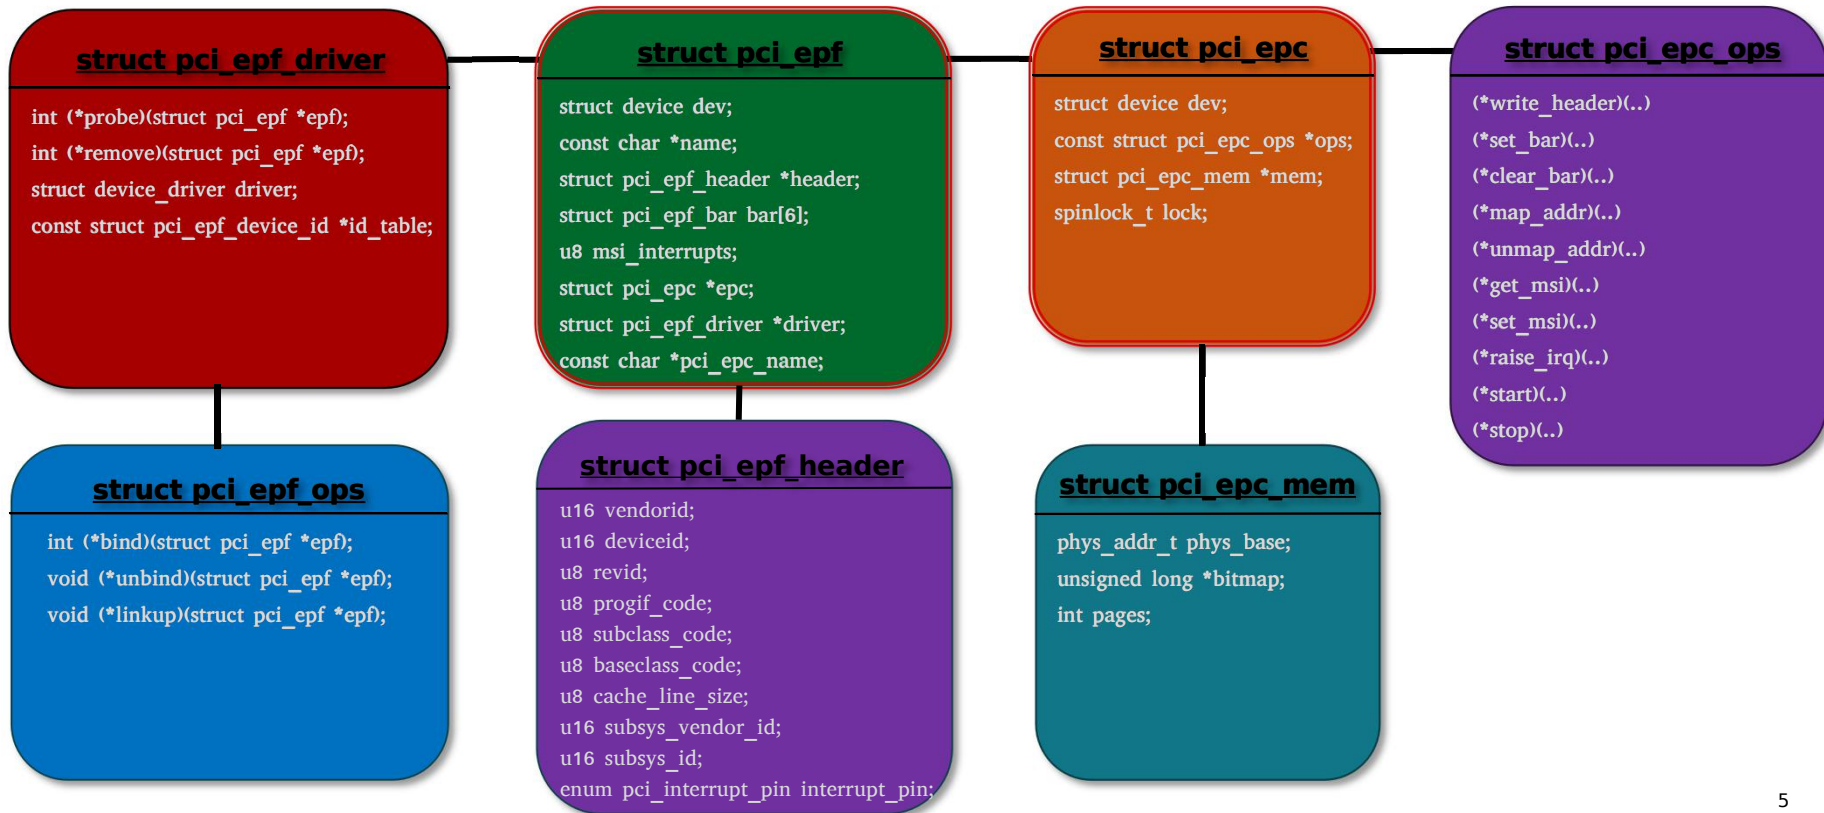 struct pci_epf_driver
int (*probe)(struct pci_epf *epf);
int (*remove)(struct pci_epf *epf);
struct device_driver driver;
const struct pci_epf_device_id *id_table;
struct pci_epf
struct device dev;
const char *name;
struct pci_epf_header *header;
struct pci_epf_bar bar[6];
u8 msi_interrupts;
struct pci_epc *epc;
struct pci_epf_driver *driver;
const char *pci_epc_name;
struct pci_epc
struct device dev;
const struct pci_epc_ops *ops;
struct pci_epc_mem *mem;
spinlock_t lock;
struct pci_epc_ops
(*write_header)(..)
(*set_bar)(..)
(*clear_bar)(..)
(*map_addr)(..)
(*unmap_addr)(..)
(*get_msi)(..)
(*set_msi)(..)
(*raise_irq)(..)
(*start)(..)
(*stop)(..)
struct pci_epf_ops
int (*bind)(struct pci_epf *epf);
void (*unbind)(struct pci_epf *epf);
void (*linkup)(struct pci_epf *epf);
struct pci_epf_header
u16 vendorid;
u16 deviceid;
u8 revid;
u8 progif_code;
u8 subclass_code;
u8 baseclass_code;
u8 cache_line_size;
u16 subsys_vendor_id;
u16 subsys_id;
enum pci_interrupt_pin interrupt_pin;
struct pci_epc_mem
phys_addr_t phys_base;
unsigned long *bitmap;
int pages;
5